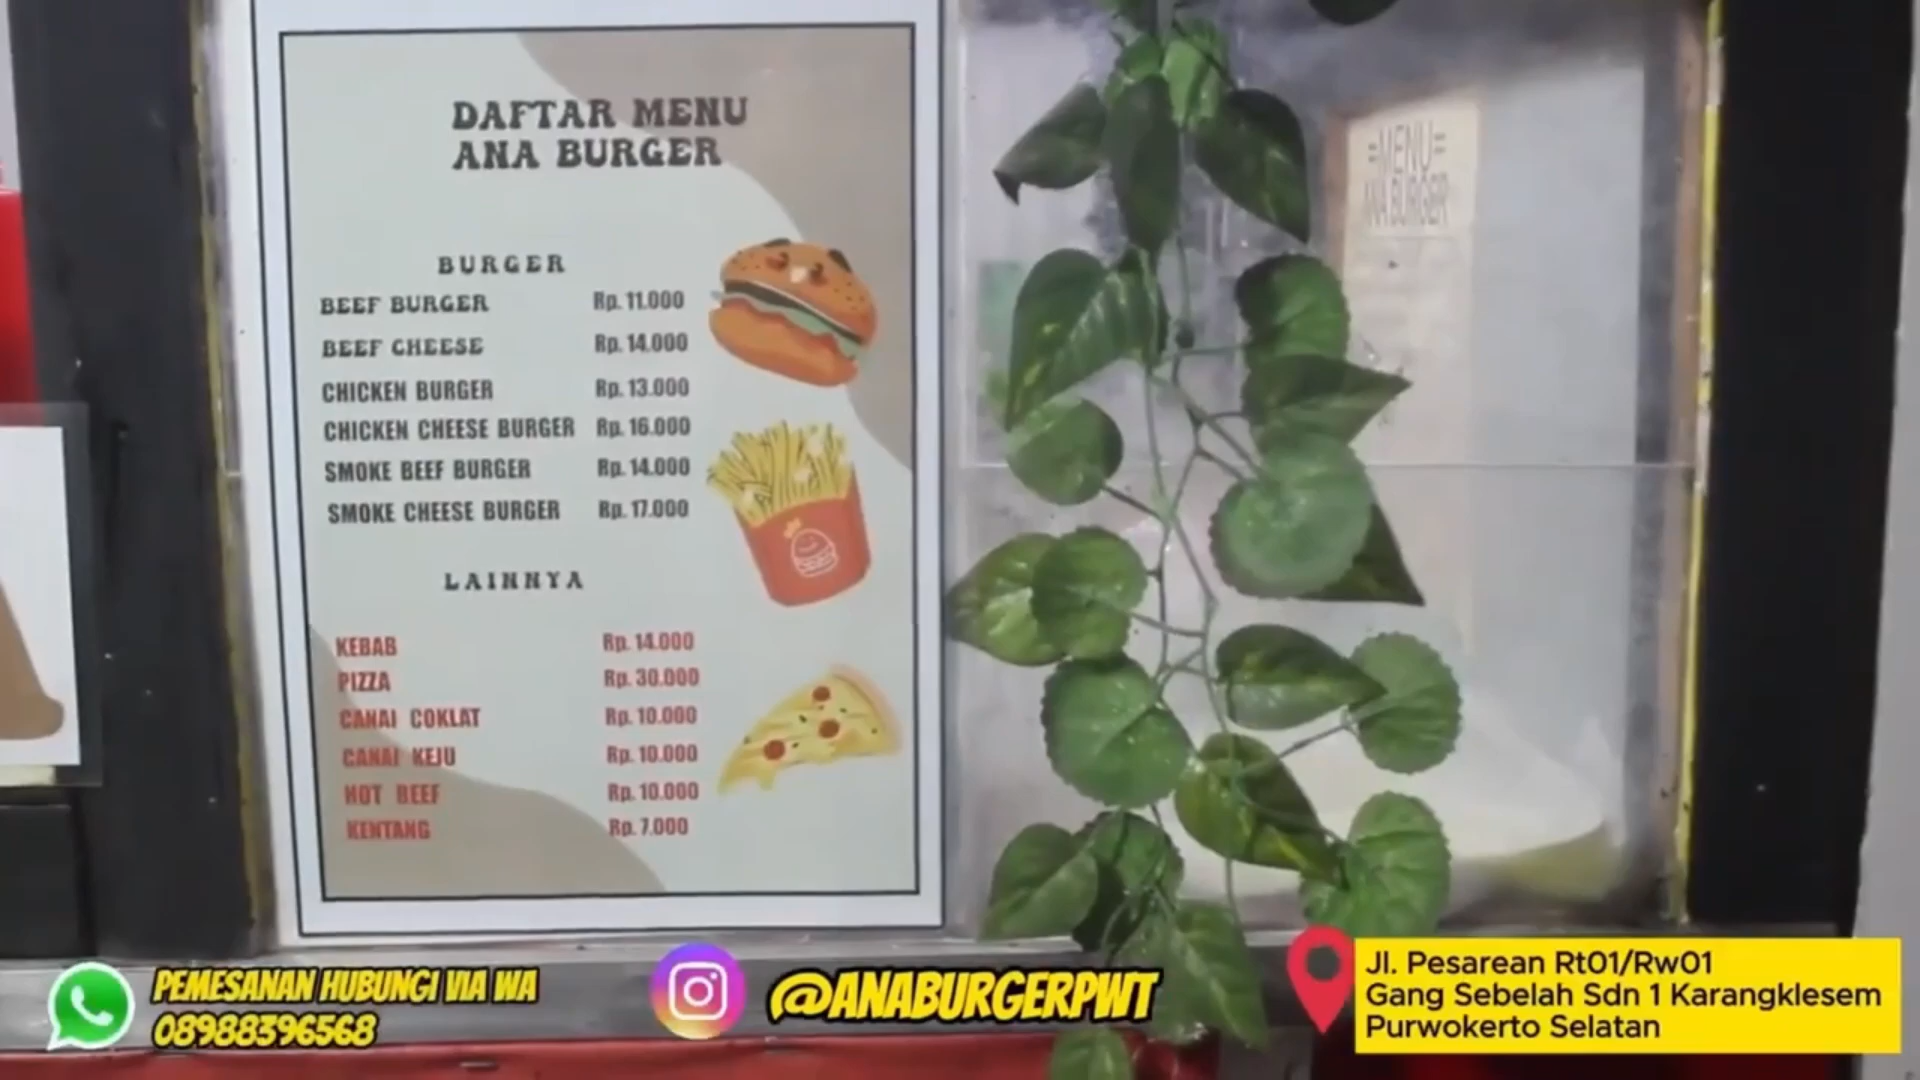 DAFTAR MENU
ANA BURGER
BURGER
BEEF BURGER Rp. 11.000
BEEF CHEESE Rp. 14.000
CHICKEN BURGER Rp. 13.000
CHICKEN CHEESE BURGER Rp. 16.000
SMOKE BEEF BURGER Rp. 14.000
SMOKE CHEESE BURGER Rp. 17.000
LAINNYA
KEBAB Rp. 14.000
PIZZA Rp. 30.000
CANAI COKLAT Rp. 10.000
CANAI KEJU Rp. 10.000
HOT BEEF Rp. 10.000
KENTANG Rp. 7.000
=MENU=
ANA BURGER
PEMESANAN HUBUNGI VIA WA
08988396568
@ANABURGERPWT
Jl. Pesarean Rt01/Rw01
Gang Sebelah Sdn 1 Karangklesem
Purwokerto Selatan